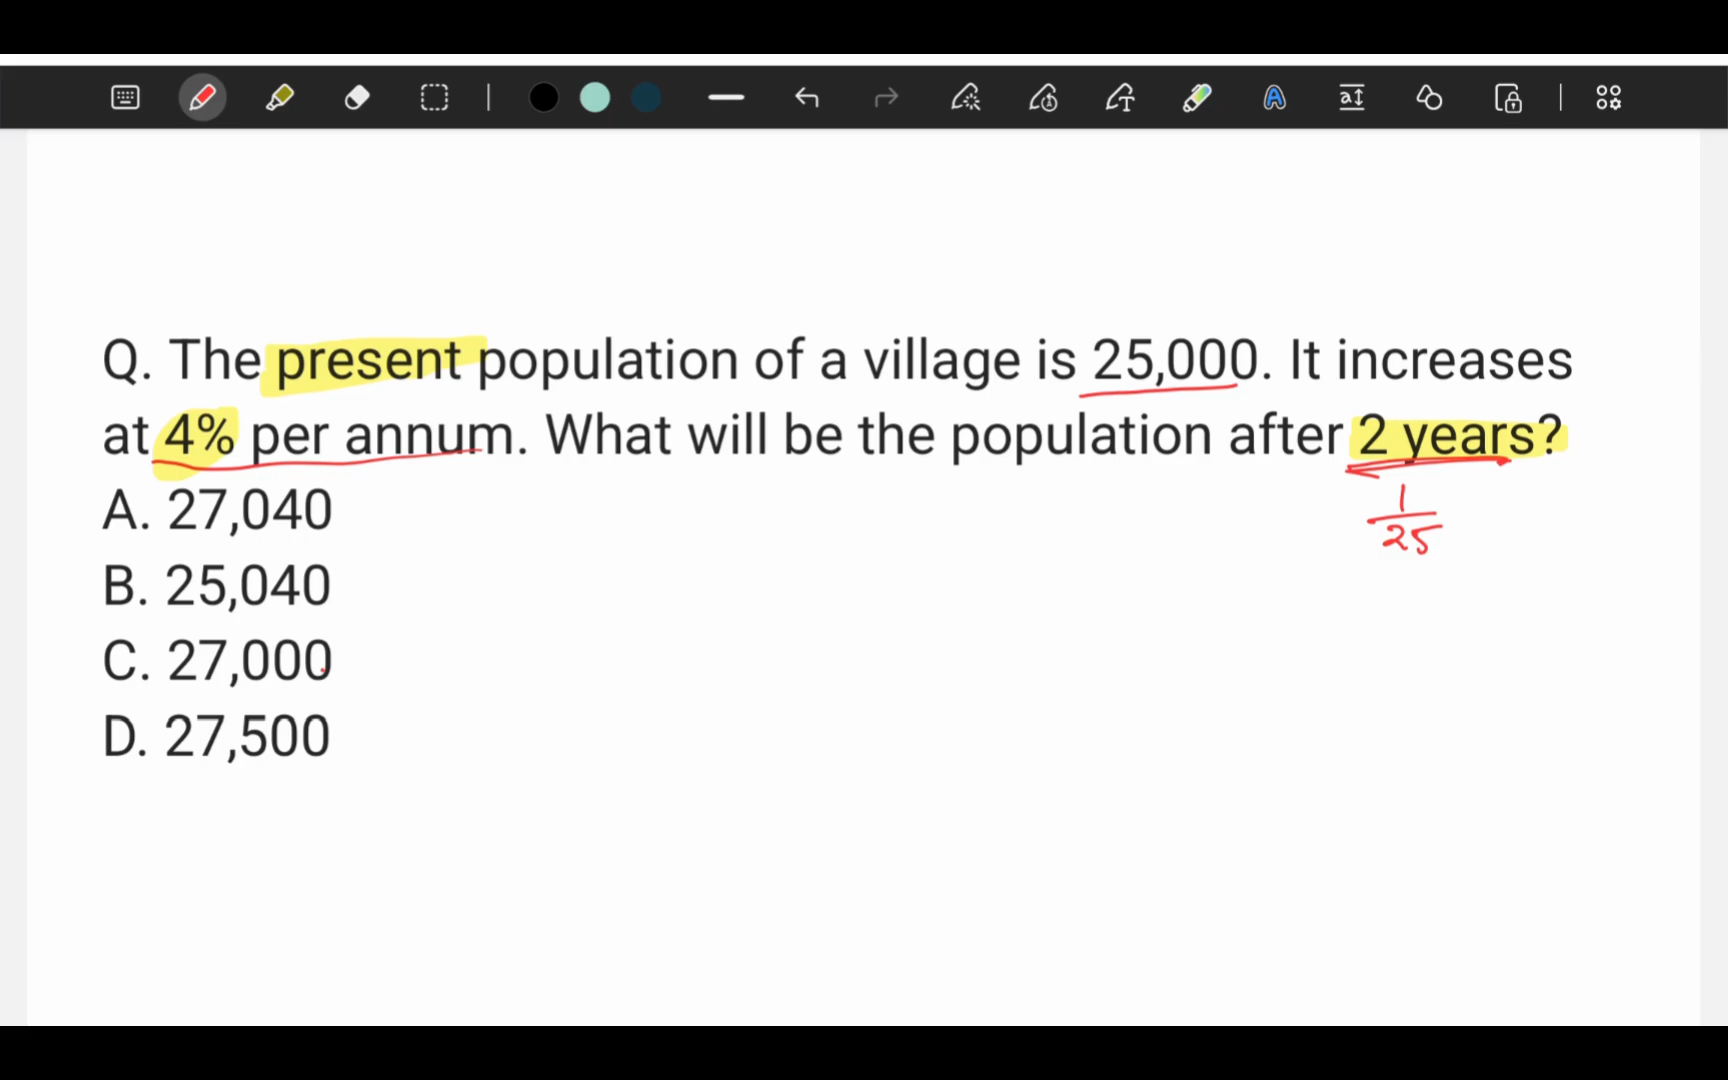 Q. The present population of a village is 25,000. It increases
at 4% per annum. What will be the population after 2 years?
1
25
A. 27,040
B. 25,040
C. 27,000
D. 27,500